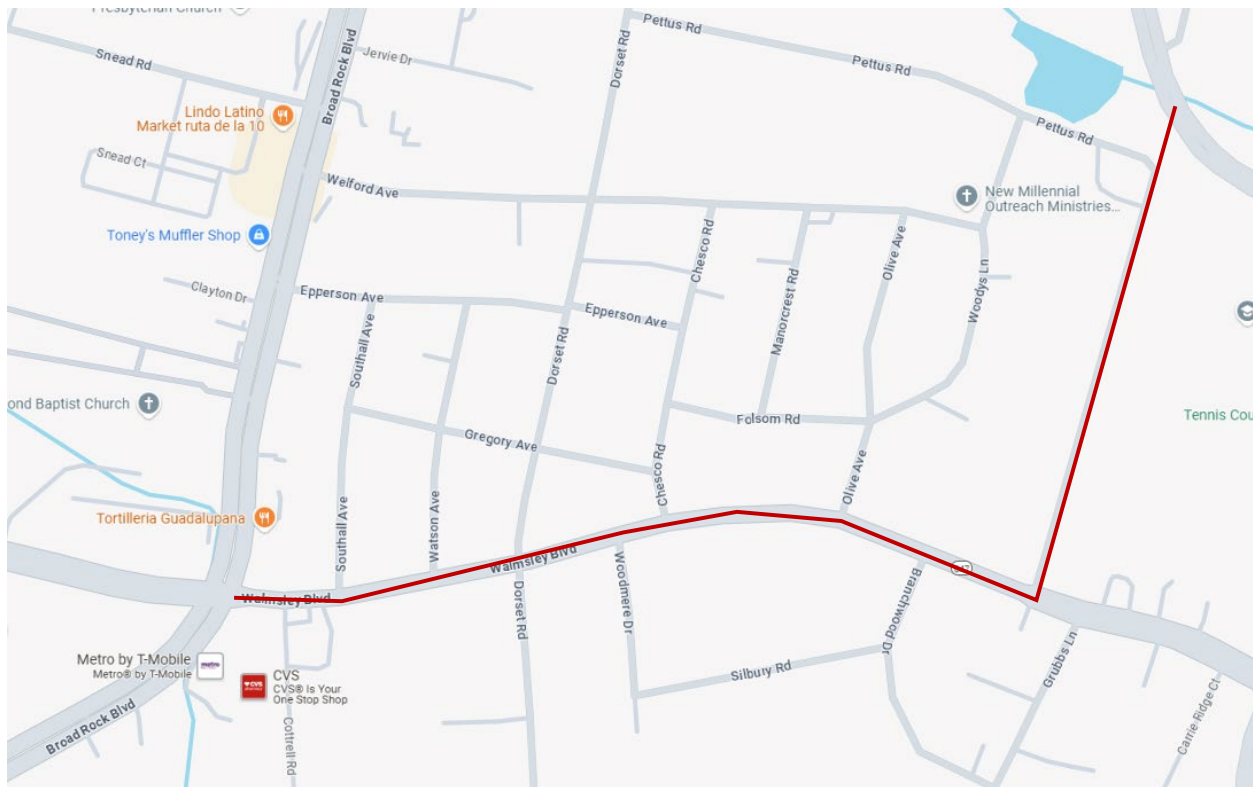 Presbyterian Church
Pettus Rd
Snead Rd
Jervie Dr
Broad Rock Blvd
Dorset Rd
Pettus Rd
Lindo Latino
Market ruta de la 10
Pettus Rd
Snead Ct
Welford Ave
New Millennial
Outreach Ministries...
Toney's Muffler Shop
Chesco Rd
Olive Ave
Manorcrest Rd
Woodys Ln
Clayton Dr
Epperson Ave
Epperson Ave
Southall Ave
Dorset Rd
ond Baptist Church
Folsom Rd
Tennis Cou
Gregory Ave
Chesco Rd
Olive Ave
Tortilleria Guadalupana
Southall Ave
Watson Ave
Walmsley Blvd
Walmsley Blvd
Dorset Rd
Woodmere Dr
Branchwood Dr
Grubbs Ln
Metro by T-Mobile
Metro® by T-Mobile
metro
CVS
CVS® Is Your
One Stop Shop
CVS
Silbury Rd
Broad Rock Blvd
Cottrell Rd
Carrie Ridge Ct